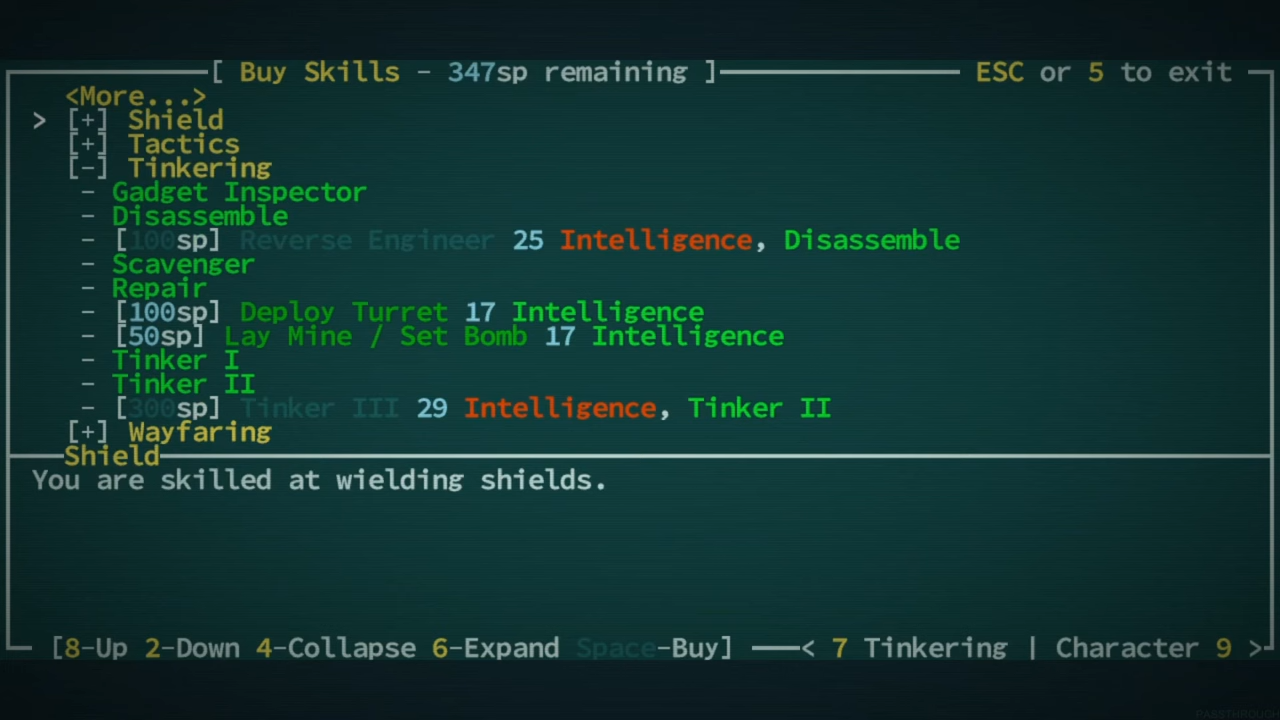 [ Buy Skills - 347sp remaining ] ESC or 5 to exit
<More...>
> [+] Shield
[+] Tactics
[-] Tinkering
- Gadget Inspector
- Disassemble
- [100sp] Reverse Engineer 25 Intelligence, Disassemble
- Scavenger
- Repair
- [100sp] Deploy Turret 17 Intelligence
- [50sp] Lay Mine / Set Bomb 17 Intelligence
- Tinker I
- Tinker II
- [300sp] Tinker III 29 Intelligence, Tinker II
[+] Wayfaring
Shield
You are skilled at wielding shields.
[8-Up 2-Down 4-Collapse 6-Expand Space-Buy] < 7 Tinkering | Character 9 >
PASSTHROUGH